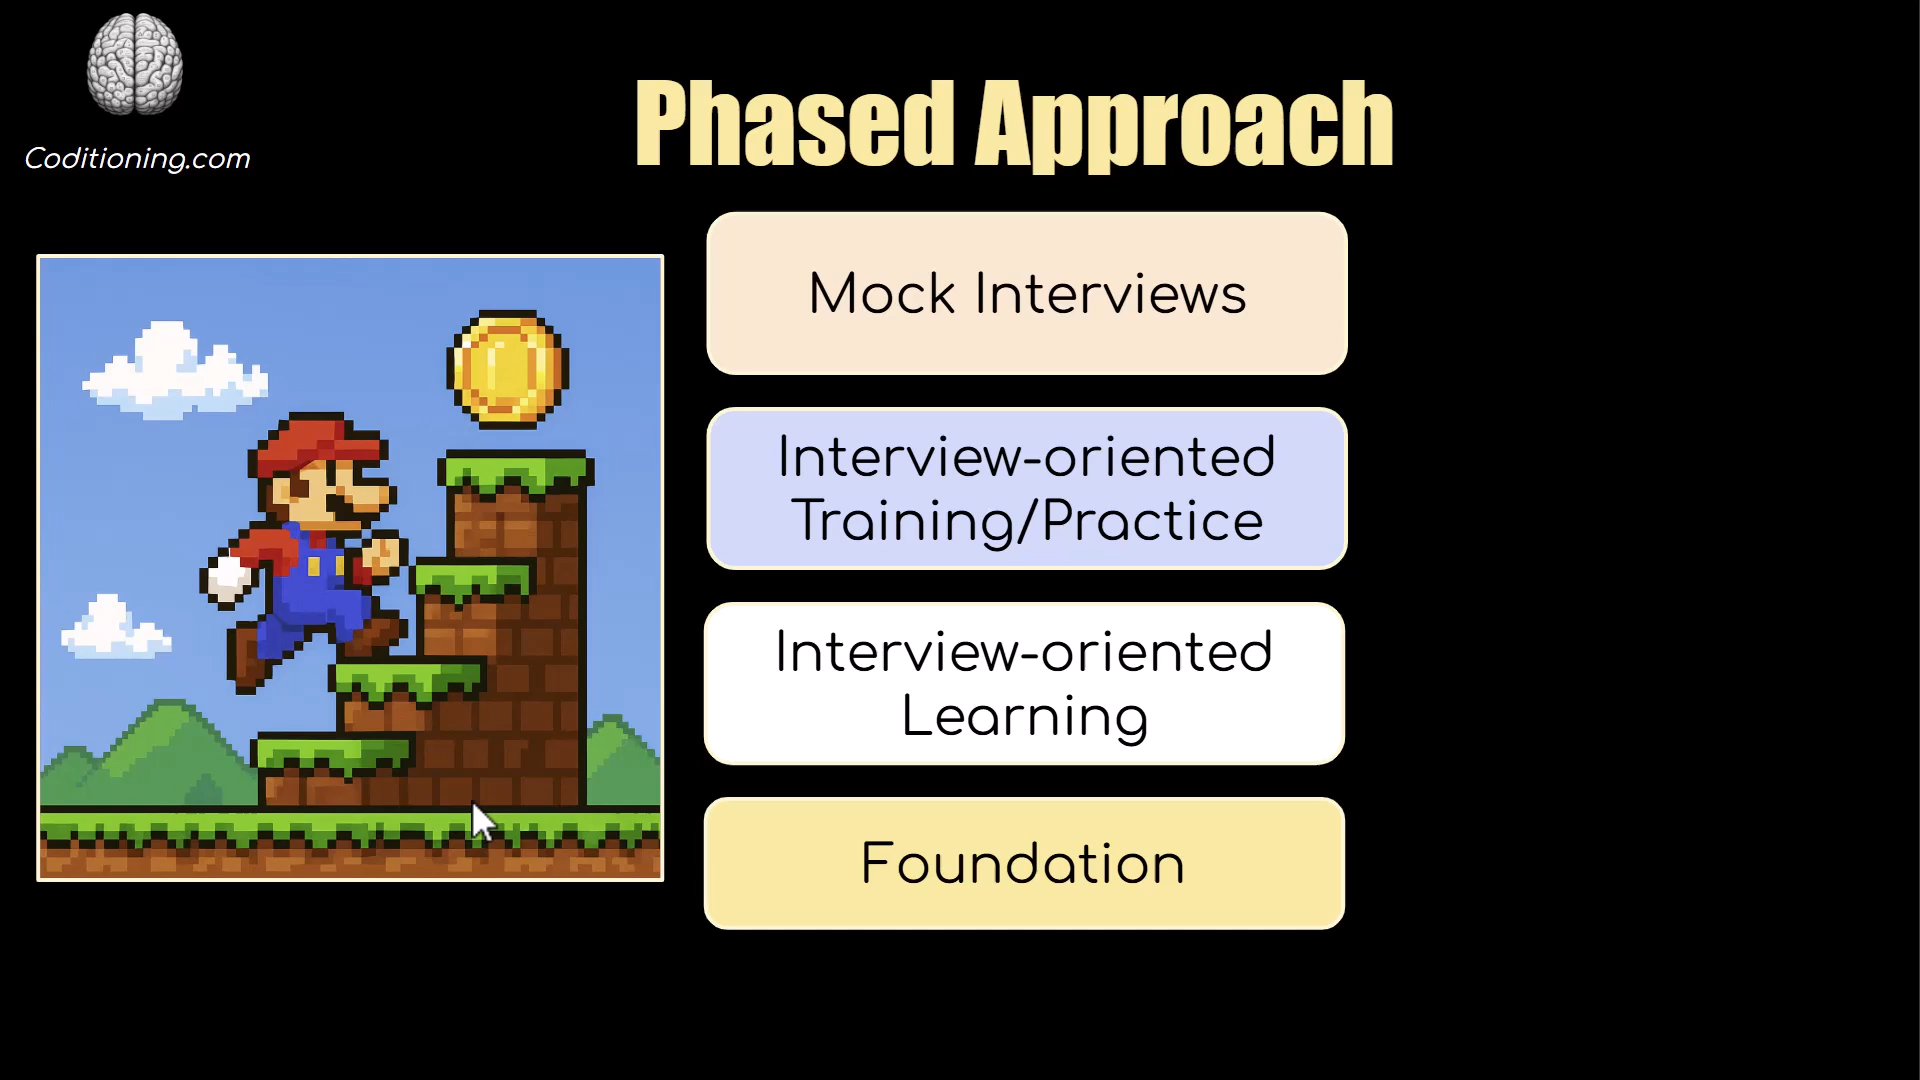 Coditioning.com
Phased Approach
Mock Interviews
Interview-oriented
Training/Practice
Interview-oriented
Learning
Foundation